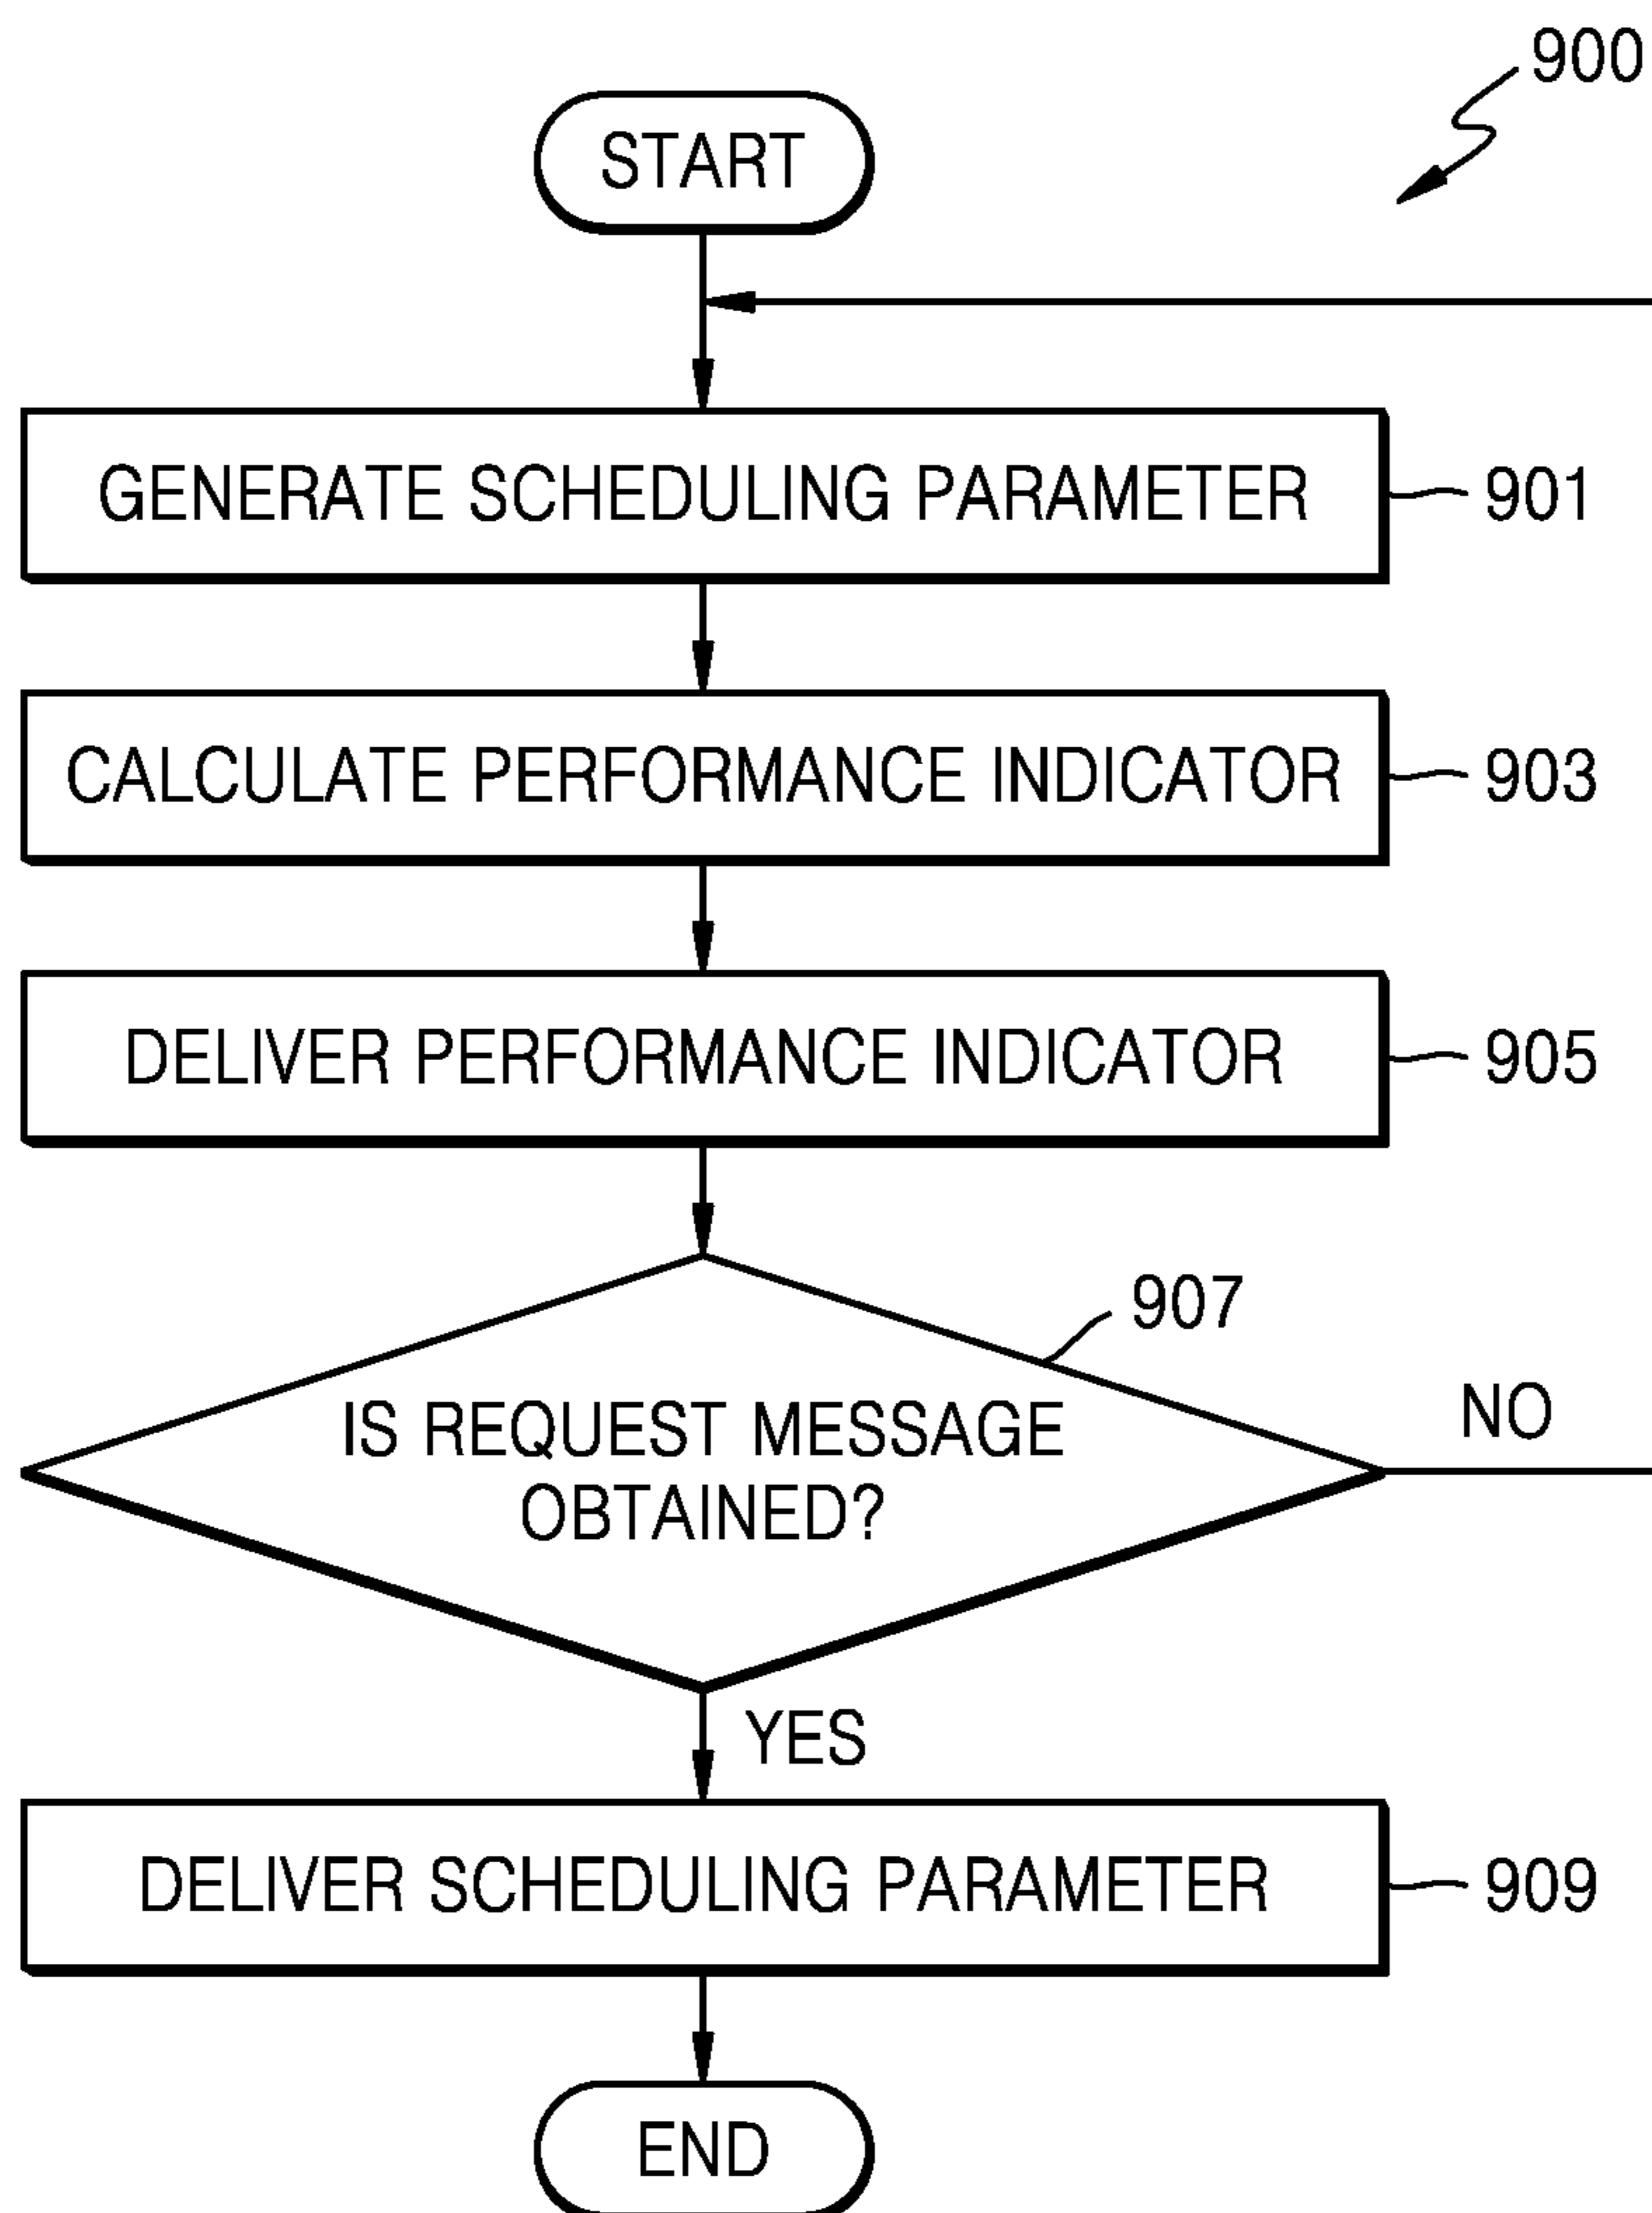 900
START
GENERATE SCHEDULING PARAMETER
901
CALCULATE PERFORMANCE INDICATOR
903
DELIVER PERFORMANCE INDICATOR
905
907
IS REQUEST MESSAGE
OBTAINED?
NO
YES
DELIVER SCHEDULING PARAMETER
909
END